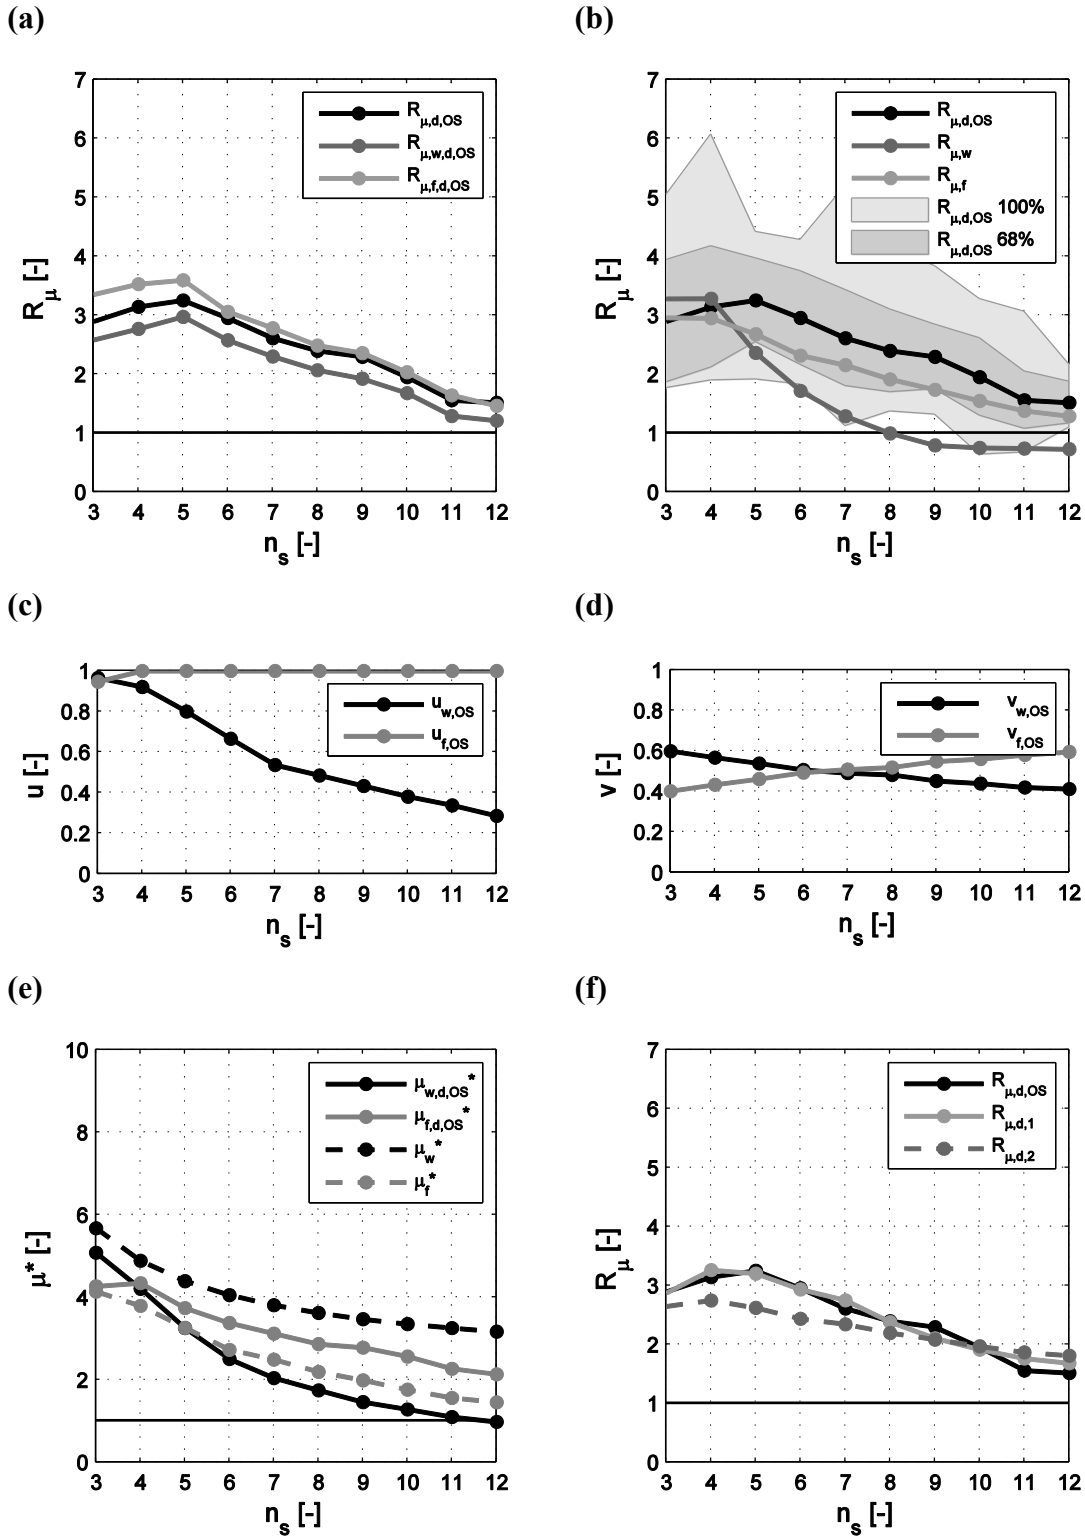 (a)
7
6
5
4
3
2
1
0
R_μ [-]
R_μ,d,OS
R_μ,w,d,OS
R_μ,f,d,OS
3 4 5 6 7 8 9 10 11 12
n_s [-]
(b)
7
6
5
4
3
2
1
0
R_μ [-]
R_μ,d,OS
R_μ,w
R_μ,f
R_μ,d,OS 100%
R_μ,d,OS 68%
3 4 5 6 7 8 9 10 11 12
n_s [-]
(c)
1
0.8
0.6
0.4
0.2
0
u [-]
u_w,OS
u_f,OS
3 4 5 6 7 8 9 10 11 12
n_s [-]
(d)
1
0.8
0.6
0.4
0.2
0
v [-]
v_w,OS
v_f,OS
3 4 5 6 7 8 9 10 11 12
n_s [-]
(e)
10
8
6
4
2
0
μ* [-]
μ_w,d,OS*
μ_f,d,OS*
μ_w*
μ_f*
3 4 5 6 7 8 9 10 11 12
n_s [-]
(f)
7
6
5
4
3
2
1
0
R_μ [-]
R_μ,d,OS
R_μ,d,1
R_μ,d,2
3 4 5 6 7 8 9 10 11 12
n_s [-]